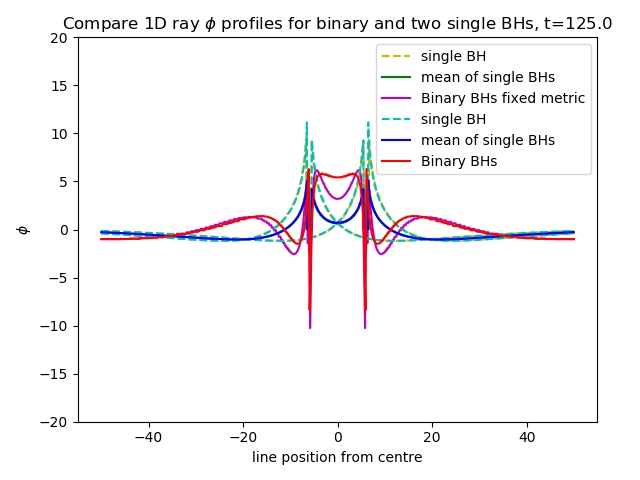 Compare 1D ray ϕ profiles for binary and two single BHs, t=125.0
20
15
10
5
0
−5
−10
−15
−20
ϕ
single BH
mean of single BHs
Binary BHs fixed metric
single BH
mean of single BHs
Binary BHs
−40 −20 0 20 40
line position from centre